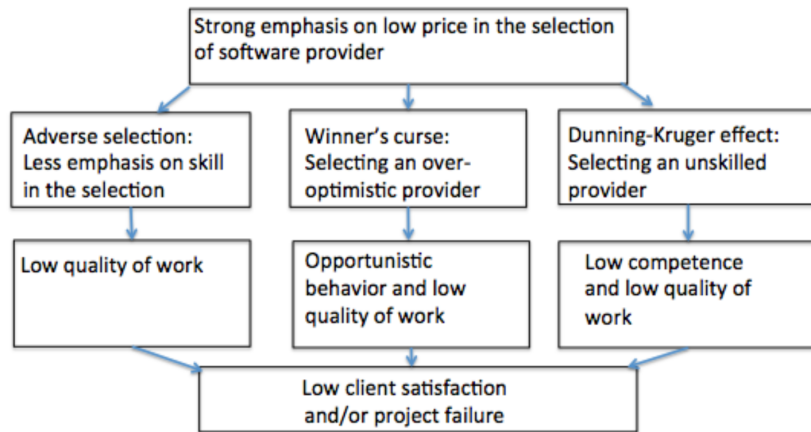 Strong emphasis on low price in the selection
of software provider
Adverse selection:
Less emphasis on skill
in the selection
Winner's curse:
Selecting an over-
optimistic provider
Dunning-Kruger effect:
Selecting an unskilled
provider
Low quality of work
Opportunistic
behavior and low
quality of work
Low competence
and low quality of
work
Low client satisfaction
and/or project failure